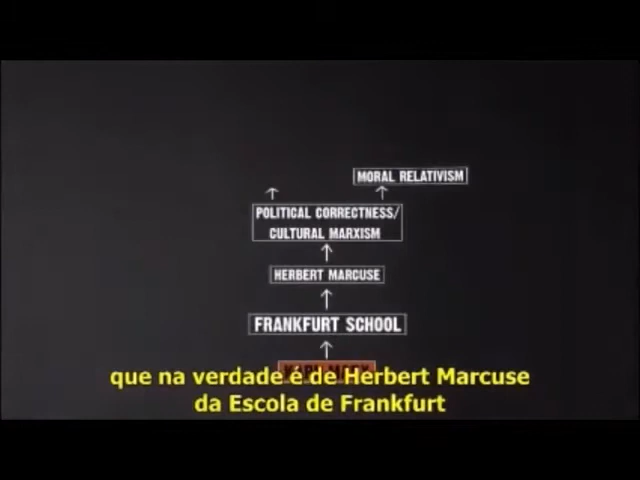 MORAL RELATIVISM
POLITICAL CORRECTNESS/
CULTURAL MARXISM
HERBERT MARCUSE
FRANKFURT SCHOOL
que na verdade é de Herbert Marcuse
da Escola de Frankfurt